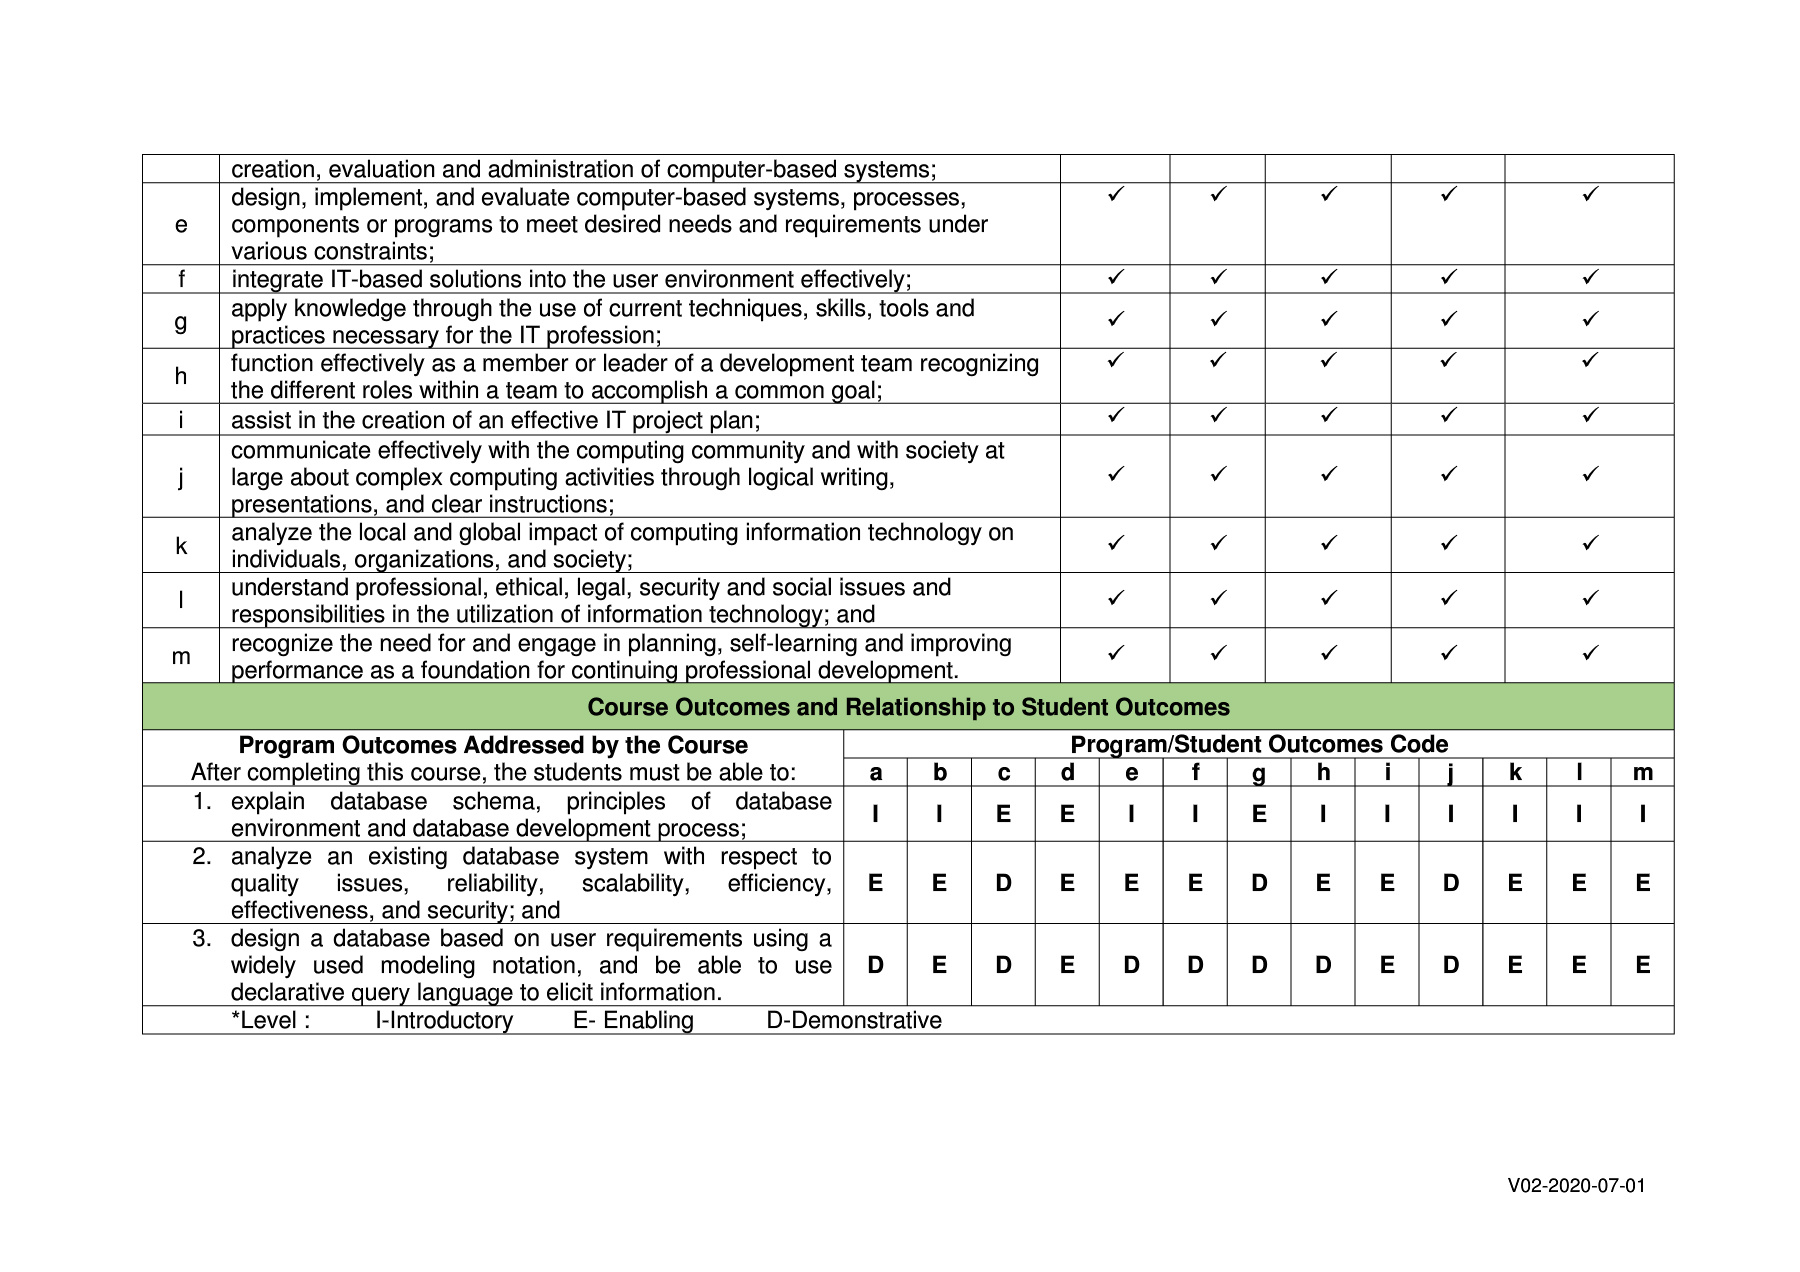 creation, evaluation and administration of computer-based systems;
e design, implement, and evaluate computer-based systems, processes, ✓ ✓ ✓ ✓ ✓
components or programs to meet desired needs and requirements under
various constraints;
f integrate IT-based solutions into the user environment effectively; ✓ ✓ ✓ ✓ ✓
g apply knowledge through the use of current techniques, skills, tools and ✓ ✓ ✓ ✓ ✓
practices necessary for the IT profession;
h function effectively as a member or leader of a development team recognizing ✓ ✓ ✓ ✓ ✓
the different roles within a team to accomplish a common goal;
i assist in the creation of an effective IT project plan; ✓ ✓ ✓ ✓ ✓
communicate effectively with the computing community and with society at
j large about complex computing activities through logical writing, ✓ ✓ ✓ ✓ ✓
presentations, and clear instructions;
k analyze the local and global impact of computing information technology on ✓ ✓ ✓ ✓ ✓
individuals, organizations, and society;
l understand professional, ethical, legal, security and social issues and ✓ ✓ ✓ ✓ ✓
responsibilities in the utilization of information technology; and
m recognize the need for and engage in planning, self-learning and improving ✓ ✓ ✓ ✓ ✓
performance as a foundation for continuing professional development.
Course Outcomes and Relationship to Student Outcomes
Program Outcomes Addressed by the Course Program/Student Outcomes Code
After completing this course, the students must be able to: a b c d e f g h i j k l m
1. explain database schema, principles of database I I E E I I E I I I I I I
environment and database development process;
2. analyze an existing database system with respect to
quality issues, reliability, scalability, efficiency, E E D E E E D E E D E E E
effectiveness, and security; and
3. design a database based on user requirements using a
widely used modeling notation, and be able to use D E D E D D D D E D E E E
declarative query language to elicit information.
*Level : I-Introductory E- Enabling D-Demonstrative
V02-2020-07-01